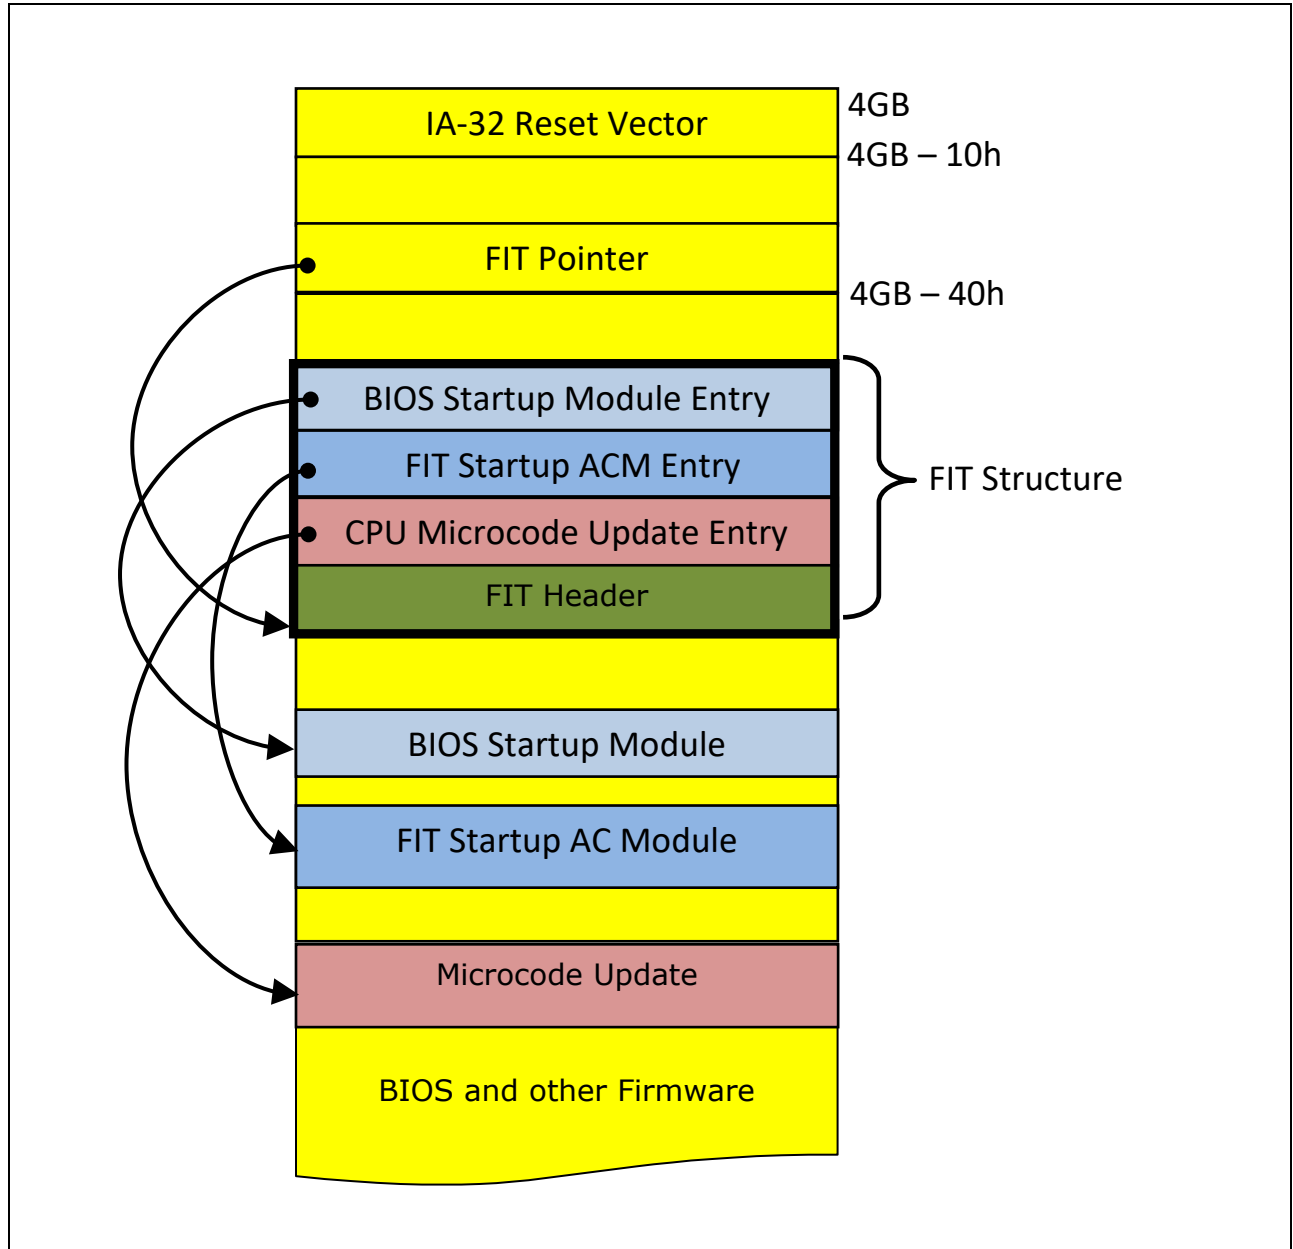 IA-32 Reset Vector
4GB
4GB – 10h
FIT Pointer
4GB – 40h
BIOS Startup Module Entry
FIT Startup ACM Entry
FIT Structure
CPU Microcode Update Entry
FIT Header
BIOS Startup Module
FIT Startup AC Module
Microcode Update
BIOS and other Firmware